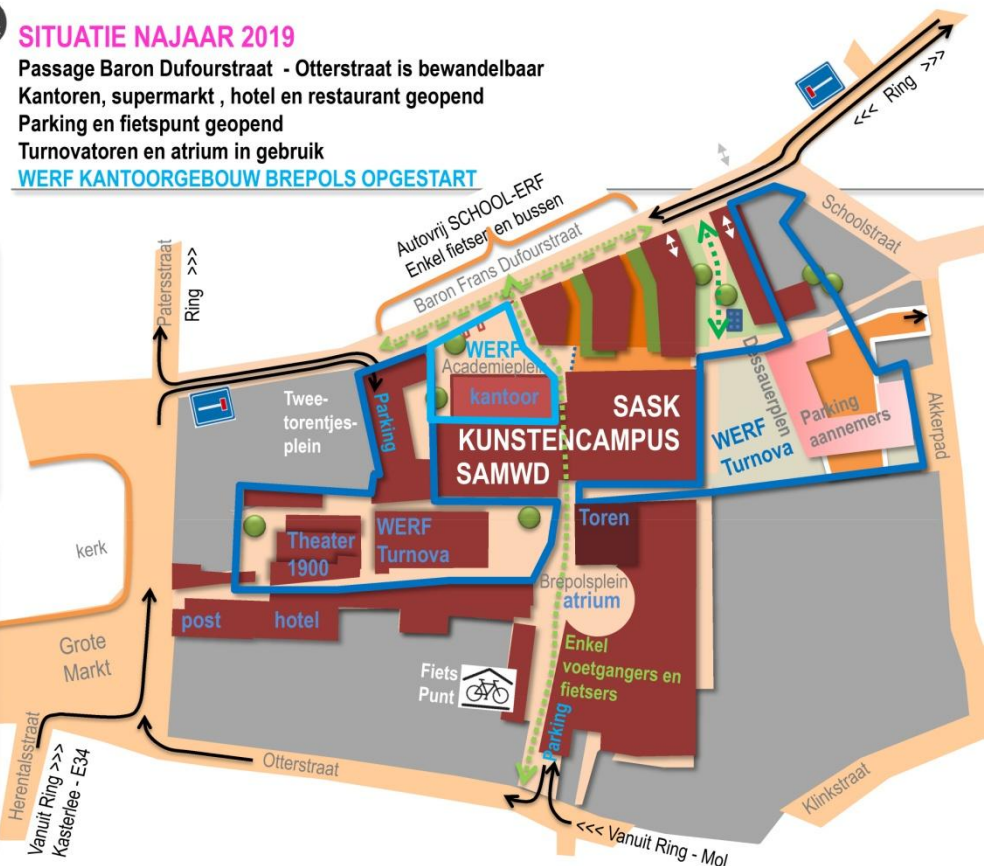 SITUATIE NAJAAR 2019
Passage Baron Dufourstraat - Otterstraat is bewandelbaar
Kantoren, supermarkt , hotel en restaurant geopend
Parking en fietspunt geopend
Turnovatoren en atrium in gebruik
WERF KANTOORGEBOUW BREPOLS OPGESTART
<<< Ring >>>
Autovrij SCHOOL-ERF
Enkel fietsen en bussen
Baron Frans Dufourstraat
Schoolstraat
Patersstraat
Ring >>>
WERF
Academieplein
kantoor
Parking
Twee-
torentjes-
plein
SASK
KUNSTENCAMPUS
SAMWD
Dessauerplein
WERF
Turnova
Parking
aannemers
Akkerpad
Toren
Theater
1900
WERF
Turnova
kerk
Brepolsplein
atrium
post
hotel
Grote
Markt
Fiets
Punt
Enkel
voetgangers en
fietsers
Parking
Otterstraat
Herentalsstraat
Vanuit Ring >>>
Kasterlee - E34
Klinkstraat
<<< Vanuit Ring - Mol